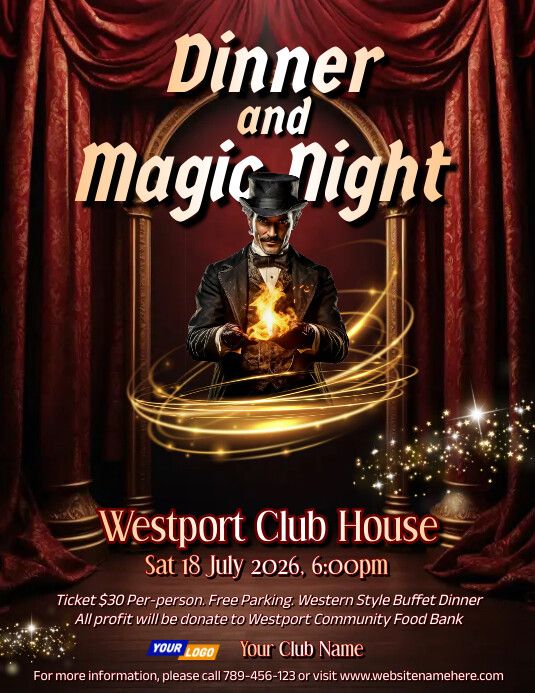 Dinner
and
Magic Night
Westport Club House
Sat 18 July 2026, 6:00pm
Ticket $30 Per-person. Free Parking. Western Style Buffet Dinner
All profit will be donate to Westport Community Food Bank
YOUR LOGO Your Club Name
For more information, please call 789-456-123 or visit www.websitenamehere.com